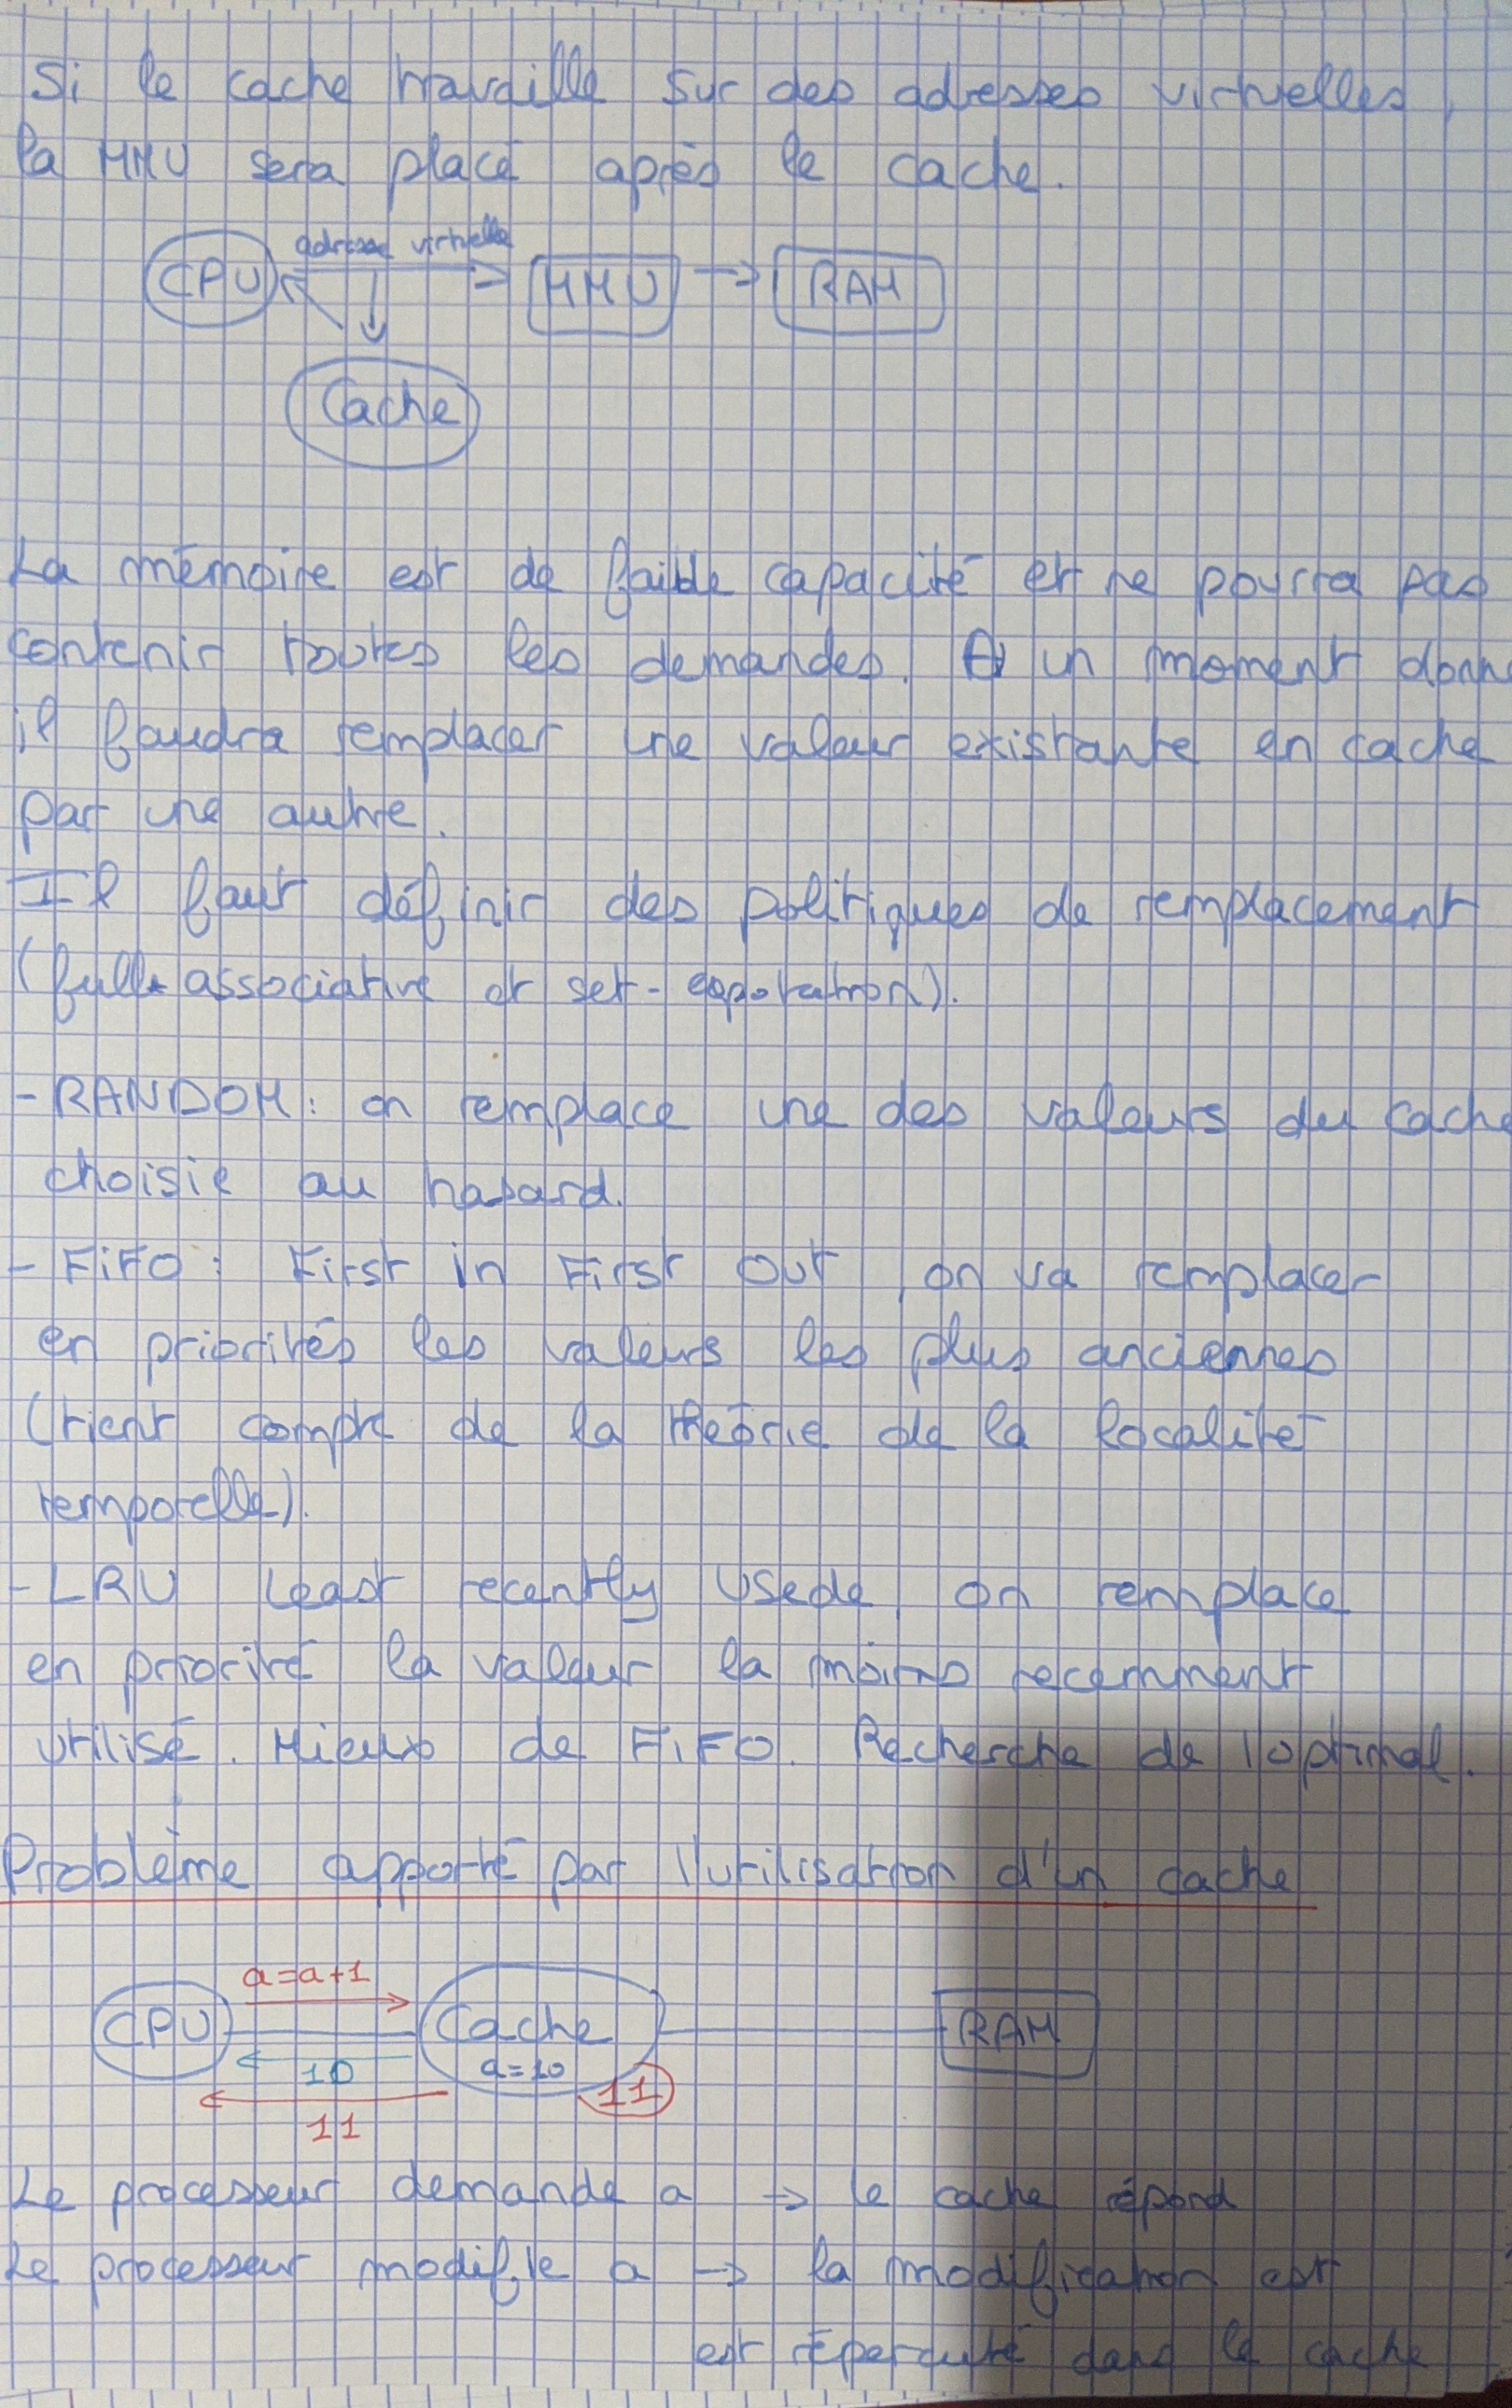 Si le cache travaille sur des adresses virtuelles,
la MMU sera placé après le cache.
adresse virtuelle
CPU MMU RAM
Cache
La mémoire est de faible capacité et ne pourra pas
contenir toutes les demandes. A un moment donn
il faudra remplacer une valeur existante en cache
par une autre.
Il faut définir des politiques de remplacement
(full associative et set-).
- RANDOM : on remplace une des valeurs du cache
choisie au hasard.
- FiFO : First in First out, on va remplacer
en priorités les valeurs les plus anciennes
(tient compte de la théorie de la localité
temporelle).
- LRU Least recently Usede, on remplace
en priorité la valeur la moins recemment
utilisé. Mieux de FiFO. Recherche de l'optimal.
Problème apporté par l'utilisation d'un cache
a=a+1
CPU Cache RAM
10 a=10
11 11
Le processeur demande a → le cache répond
Le processeur modifie a → la modification est
est répercuté dans le cache